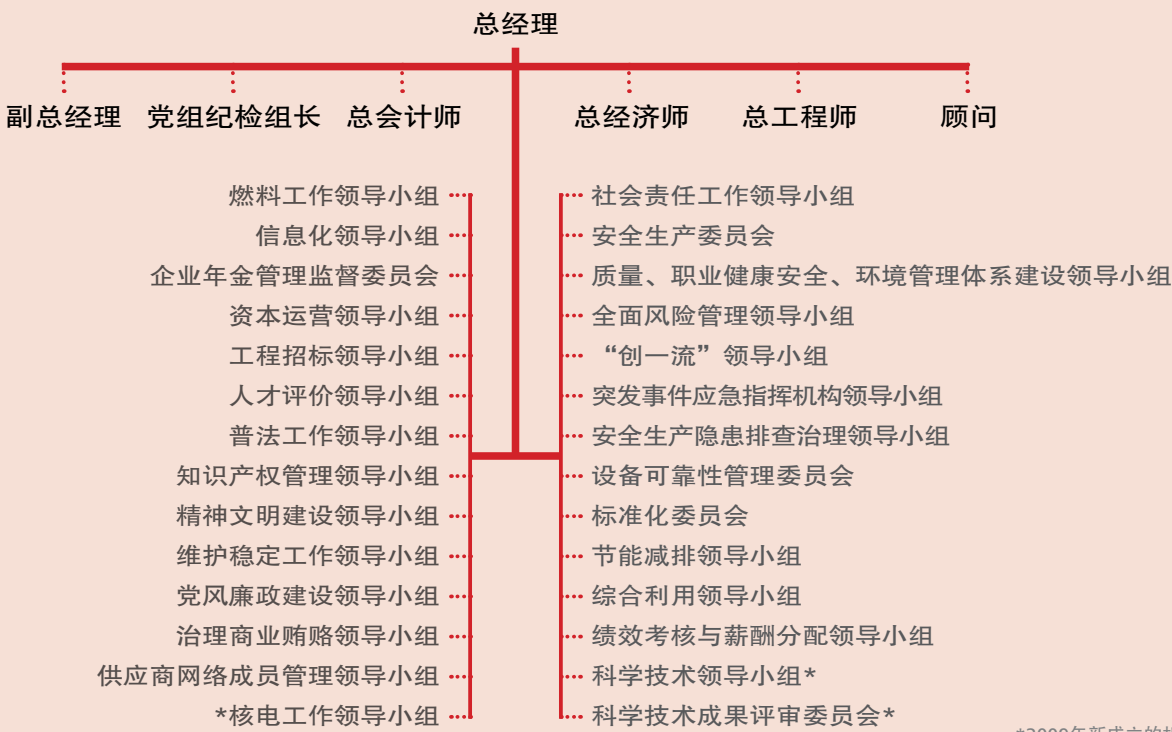 总经理
副总经理 党组纪检组长 总会计师 总经济师 总工程师 顾问
燃料工作领导小组
信息化领导小组
企业年金管理监督委员会
资本运营领导小组
工程招标领导小组
人才评价领导小组
普法工作领导小组
知识产权管理领导小组
精神文明建设领导小组
维护稳定工作领导小组
党风廉政建设领导小组
治理商业贿赂领导小组
供应商网络成员管理领导小组
*核电工作领导小组
社会责任工作领导小组
安全生产委员会
质量、职业健康安全、环境管理体系建设领导小组
全面风险管理领导小组
“创一流”领导小组
突发事件应急指挥机构领导小组
安全生产隐患排查治理领导小组
设备可靠性管理委员会
标准化委员会
节能减排领导小组
综合利用领导小组
绩效考核与薪酬分配领导小组
科学技术领导小组*
科学技术成果评审委员会*